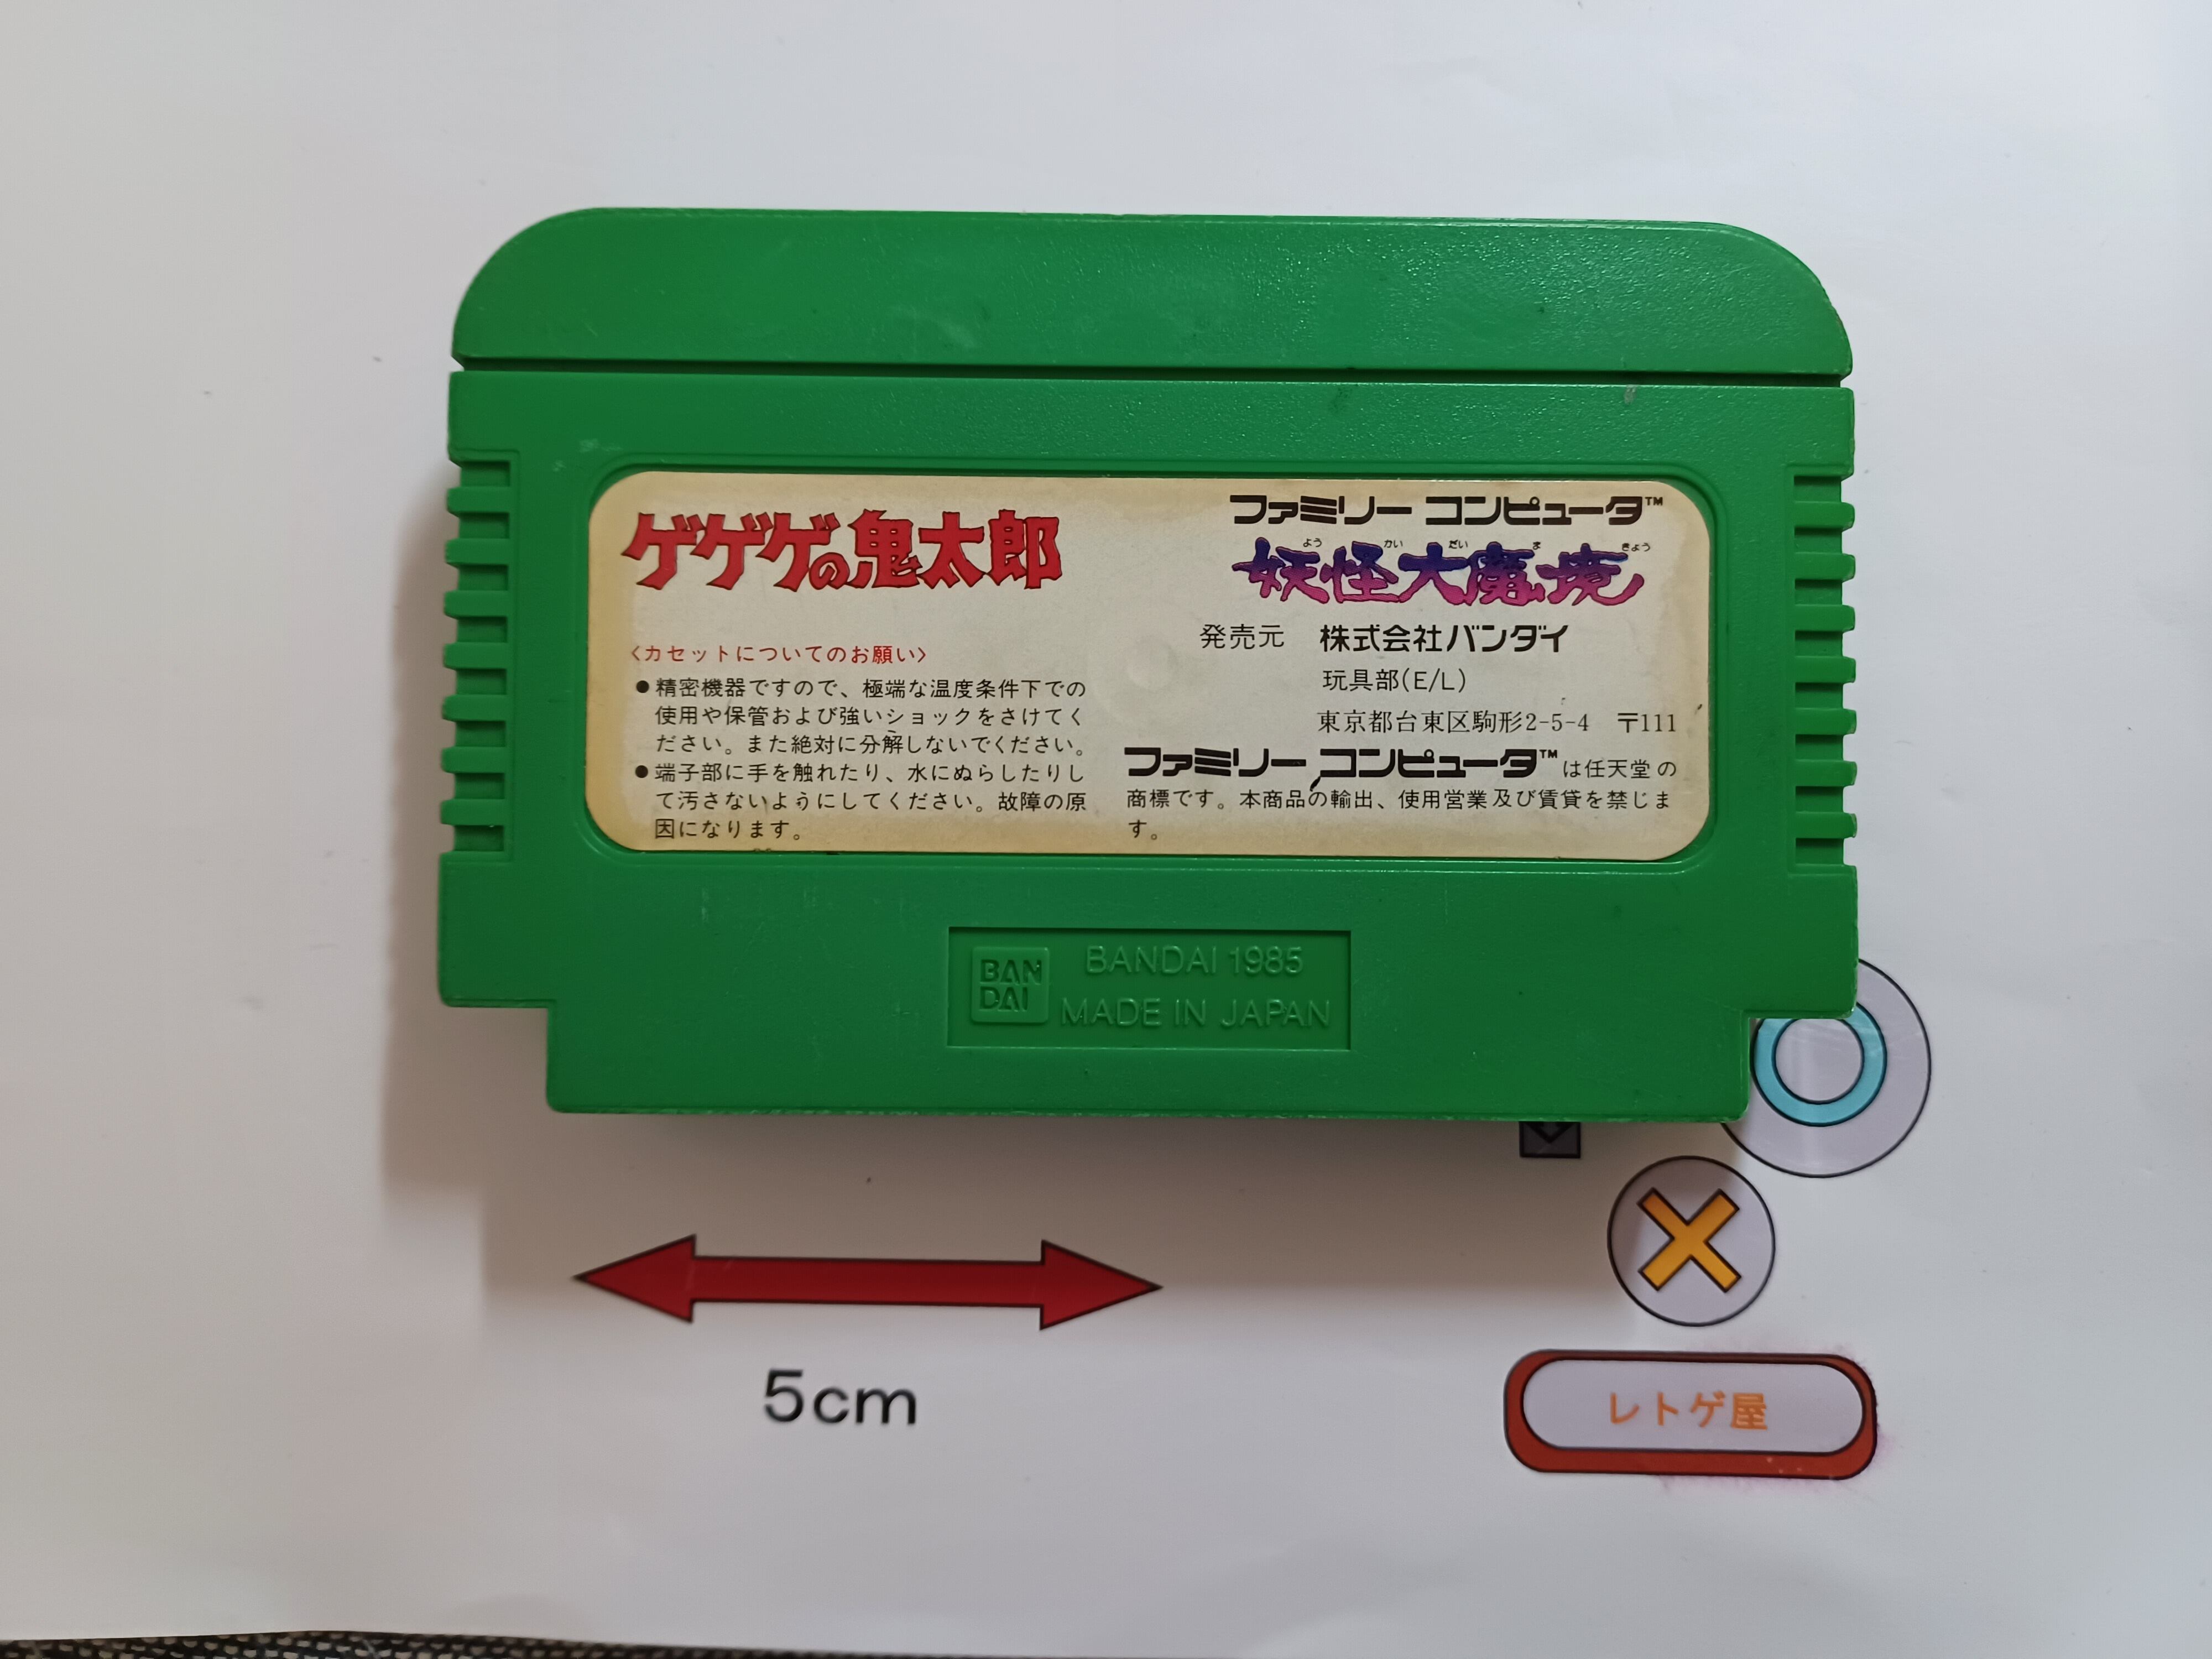 ゲゲゲの鬼太郎
<カセットについてのお願い>
●精密機器ですので、極端な温度条件下での
使用や保管および強いショックをさけてく
ださい。また絶対に分解しないでください。
●端子部に手を触れたり、水にぬらしたりし
て汚さないようにしてください。故障の原
因になります。
ファミリー コンピュータ™
よう かい だい ま きょう
妖怪大魔境
発売元 株式会社バンダイ
玩具部(E/L)
東京都台東区駒形2-5-4 〒111
ファミリー コンピュータ™は任天堂の
商標です。本商品の輸出、使用営業及び賃貸を禁じま
す。
BAN
DAI
BANDAI 1985
MADE IN JAPAN
5cm
レトゲ屋